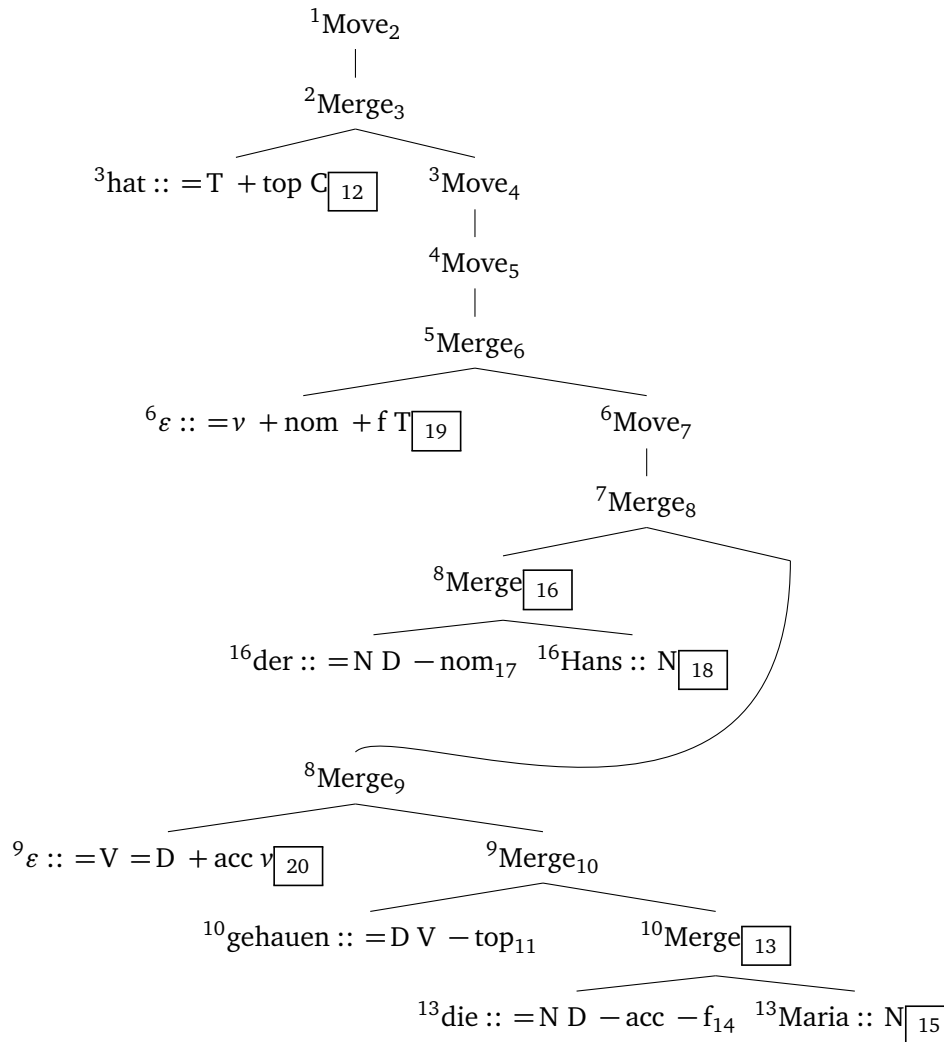 ¹Move₂
²Merge₃
³hat :: =T +top C 12 ³Move₄
⁴Move₅
⁵Merge₆
⁶ε :: =v +nom +f T 19 ⁶Move₇
⁷Merge₈
⁸Merge 16
¹⁶der :: =N D −nom₁₇ ¹⁶Hans :: N 18
⁸Merge₉
⁹ε :: =V =D +acc v 20 ⁹Merge₁₀
¹⁰gehauen :: =D V −top₁₁ ¹⁰Merge 13
¹³die :: =N D −acc −f₁₄ ¹³Maria :: N 15